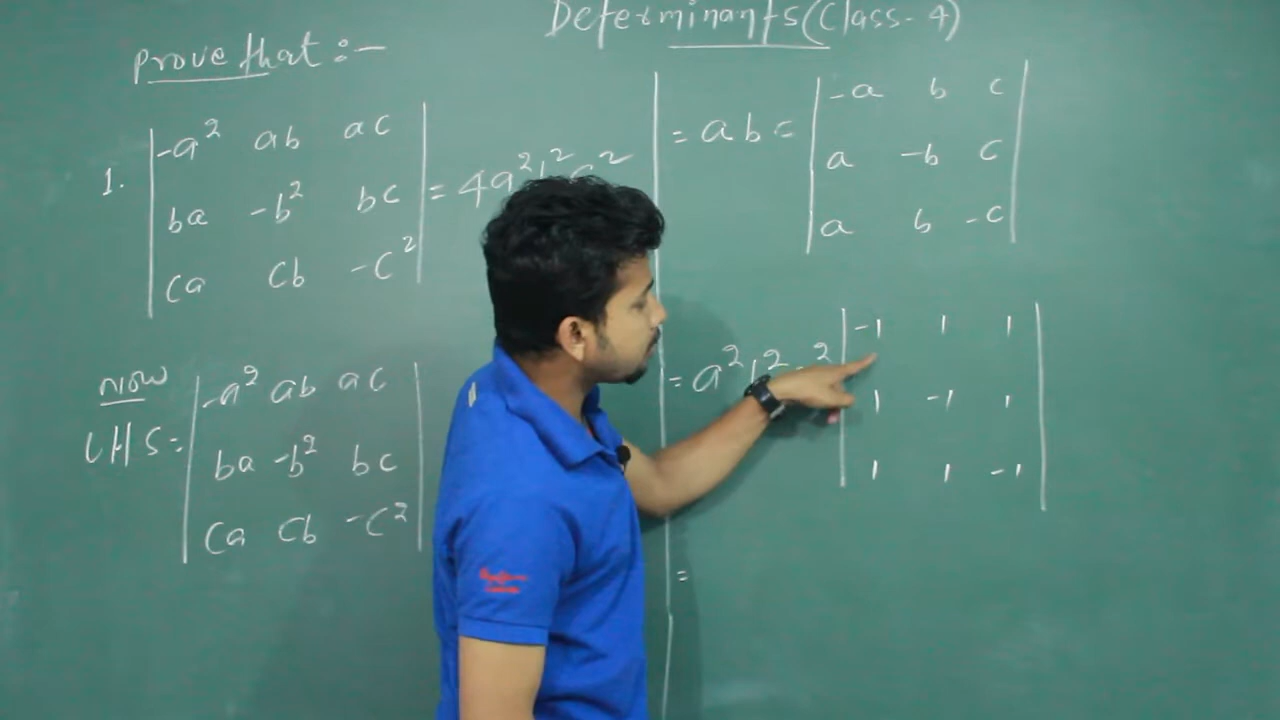 Determinants (Class-4)
Prove that :-
1. | -a² ab ac |
| ba -b² bc | = 4a²b²c²
| ca cb -c² |
now
LHS = | -a² ab ac |
| ba -b² bc |
| ca cb -c² |
= abc | -a b c |
| a -b c |
| a b -c |
= a²b²c² | -1 1 1 |
| 1 -1 1 |
| 1 1 -1 |
=